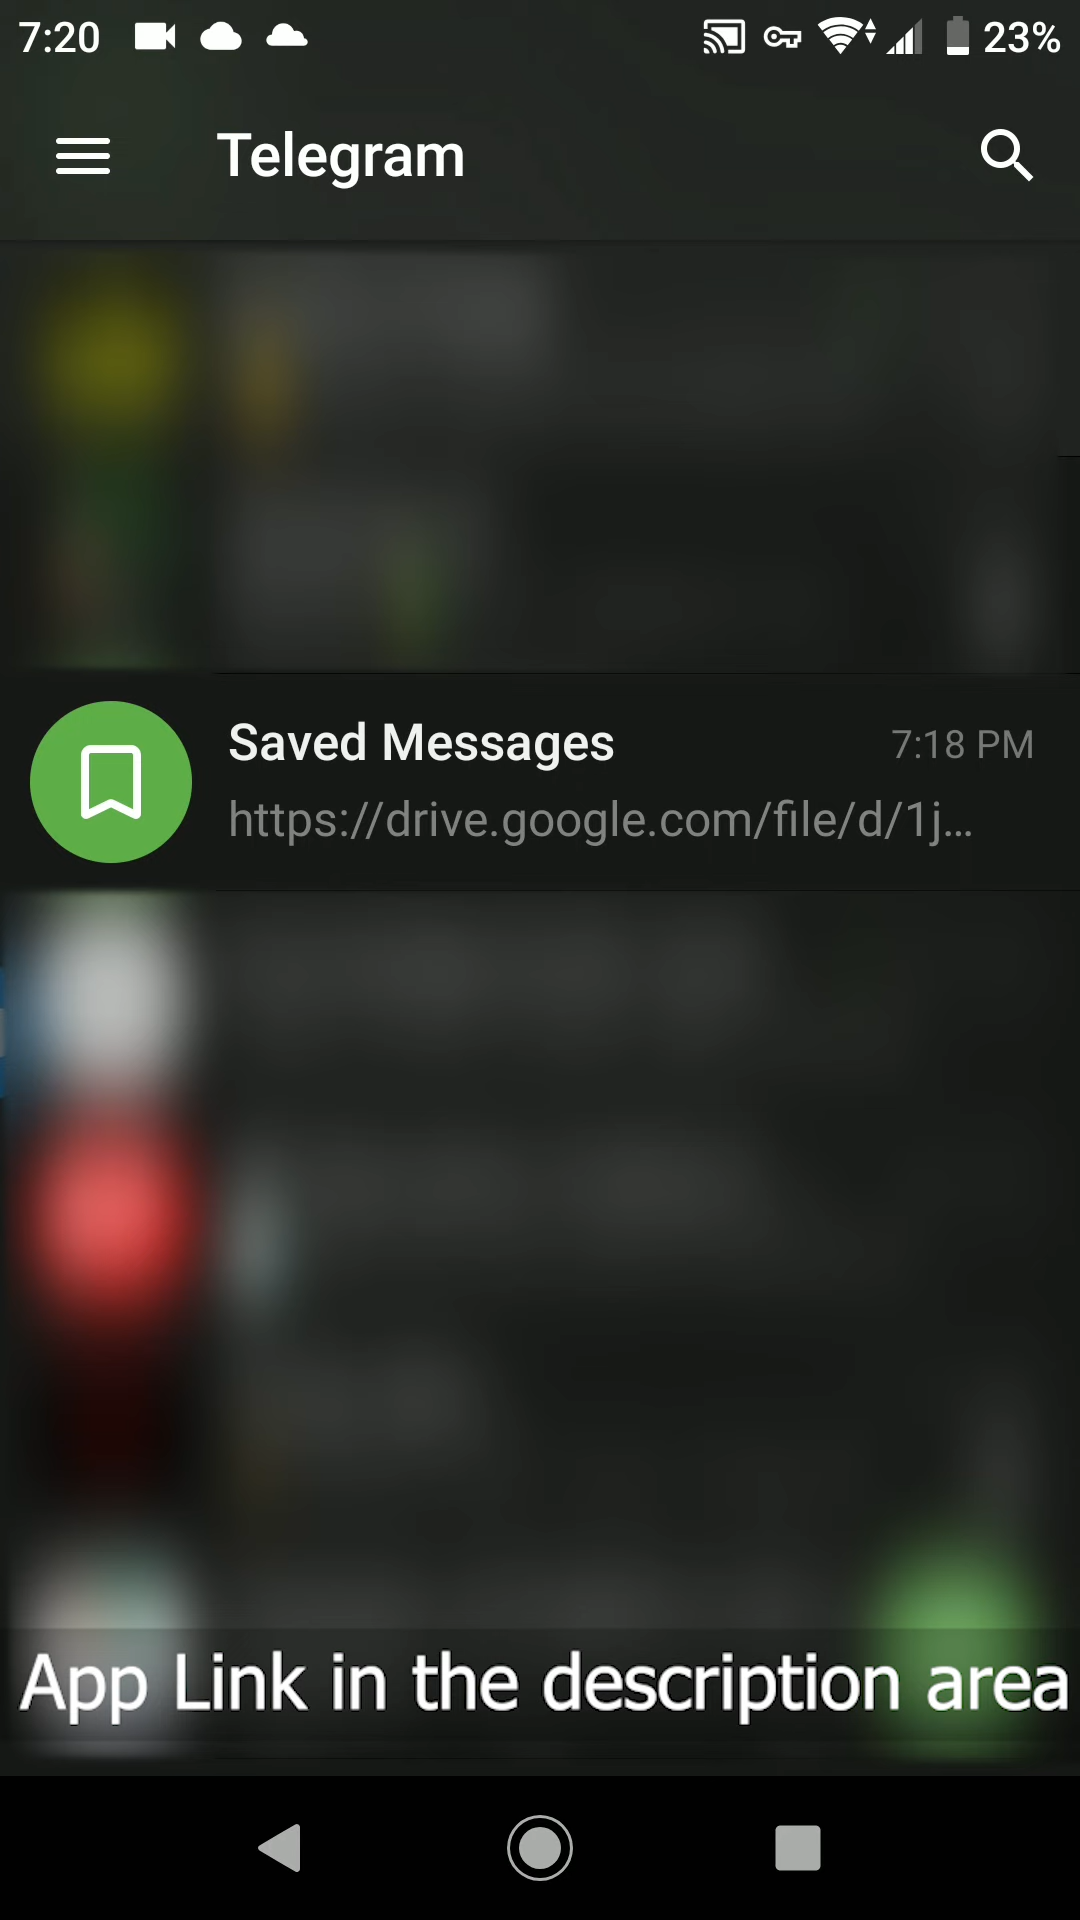 7:20
23%
Telegram
Saved Messages
7:18 PM
https://drive.google.com/file/d/1j...
App Link in the description area